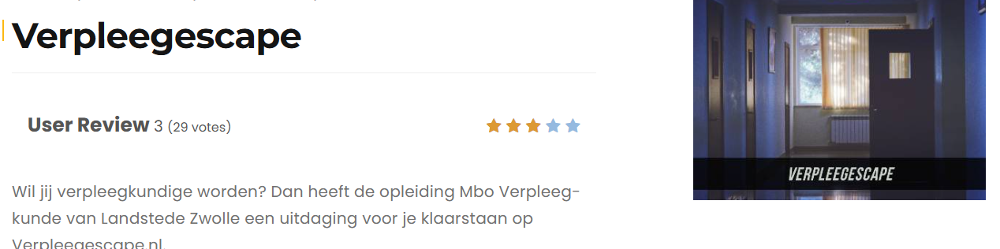 Verpleegescape
User Review 3 (29 votes)
Wil jij verpleegkundige worden? Dan heeft de opleiding Mbo Verpleeg-
kunde van Landstede Zwolle een uitdaging voor je klaarstaan op
Verpleegescape.nl.
VERPLEEGESCAPE